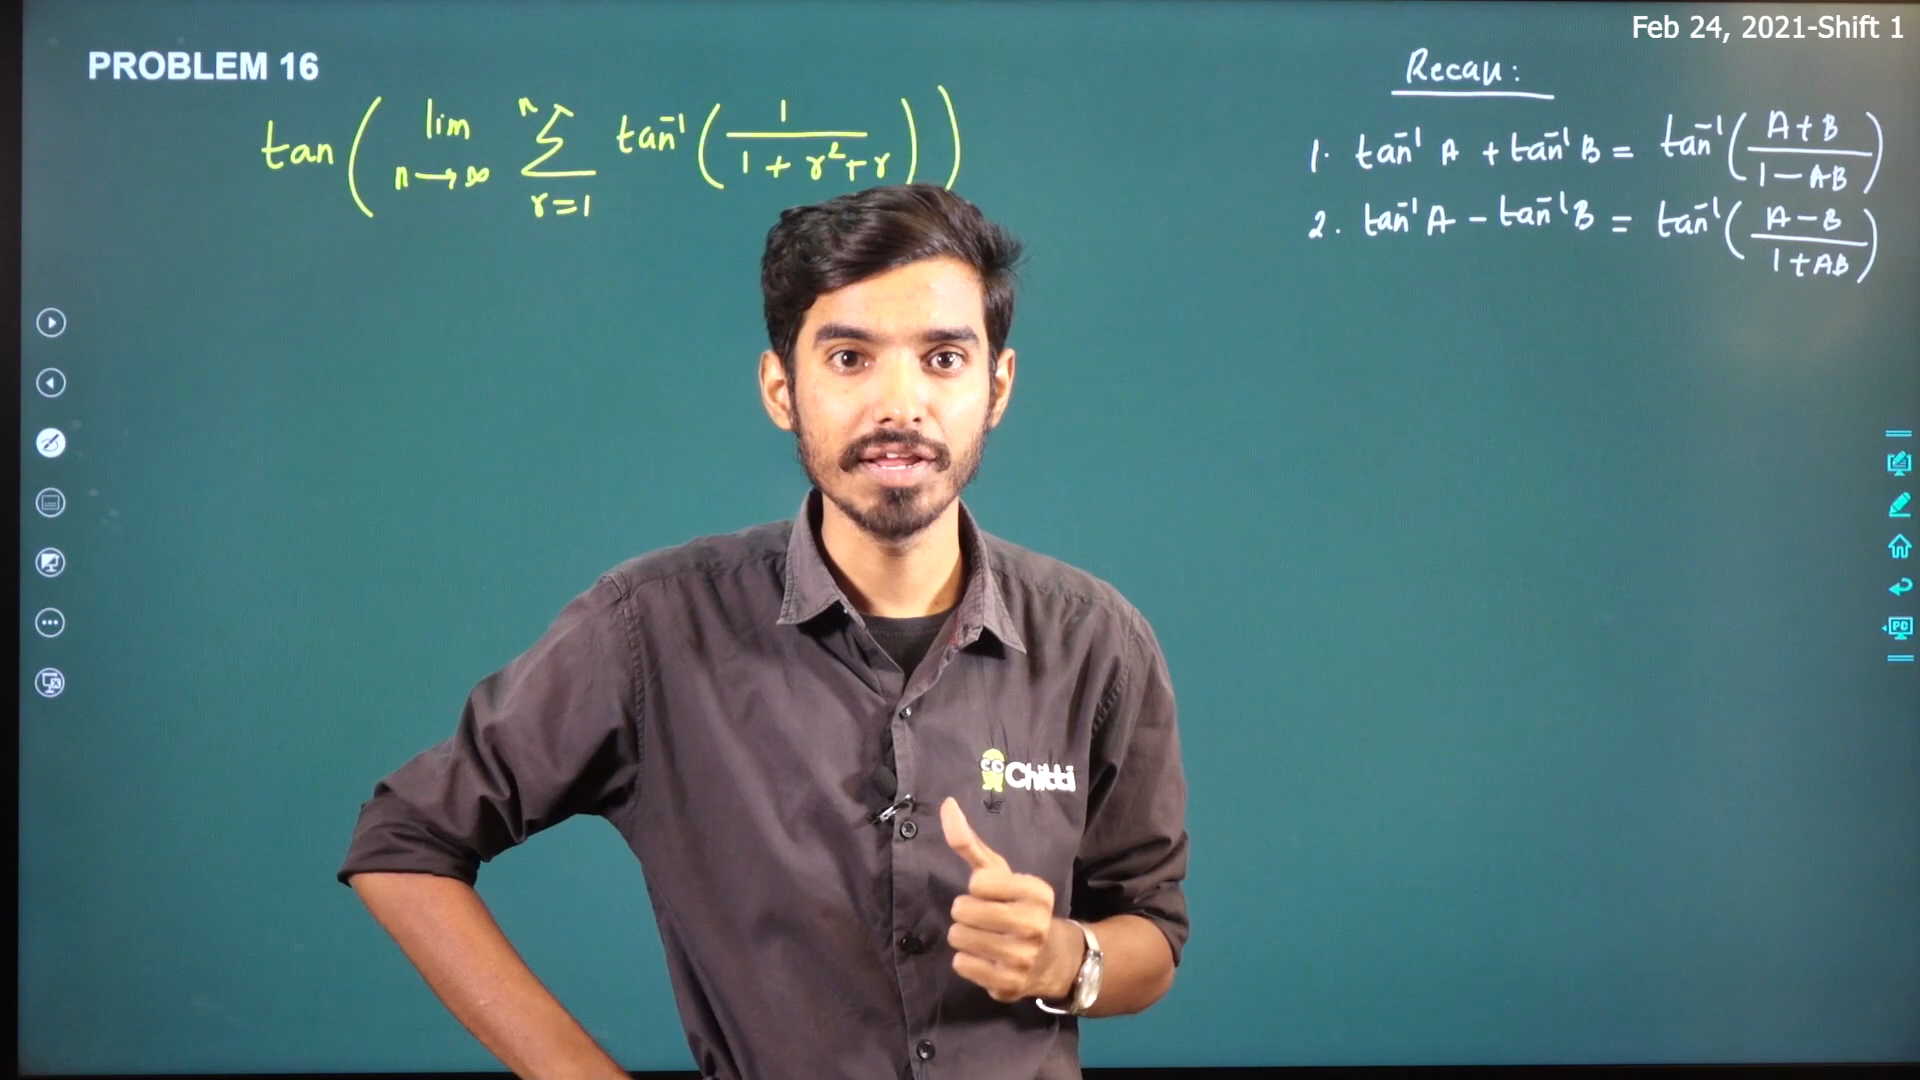 Feb 24, 2021-Shift 1
PROBLEM 16
tan ( lim n→∞ n Σ r=1 tan⁻¹ ( 1 / 1 + r² + r ) )
Recall:
1. tan⁻¹ A + tan⁻¹ B = tan⁻¹ ( A + B / 1 − AB )
2. tan⁻¹ A − tan⁻¹ B = tan⁻¹ ( A − B / 1 + AB )
Chitti
PC